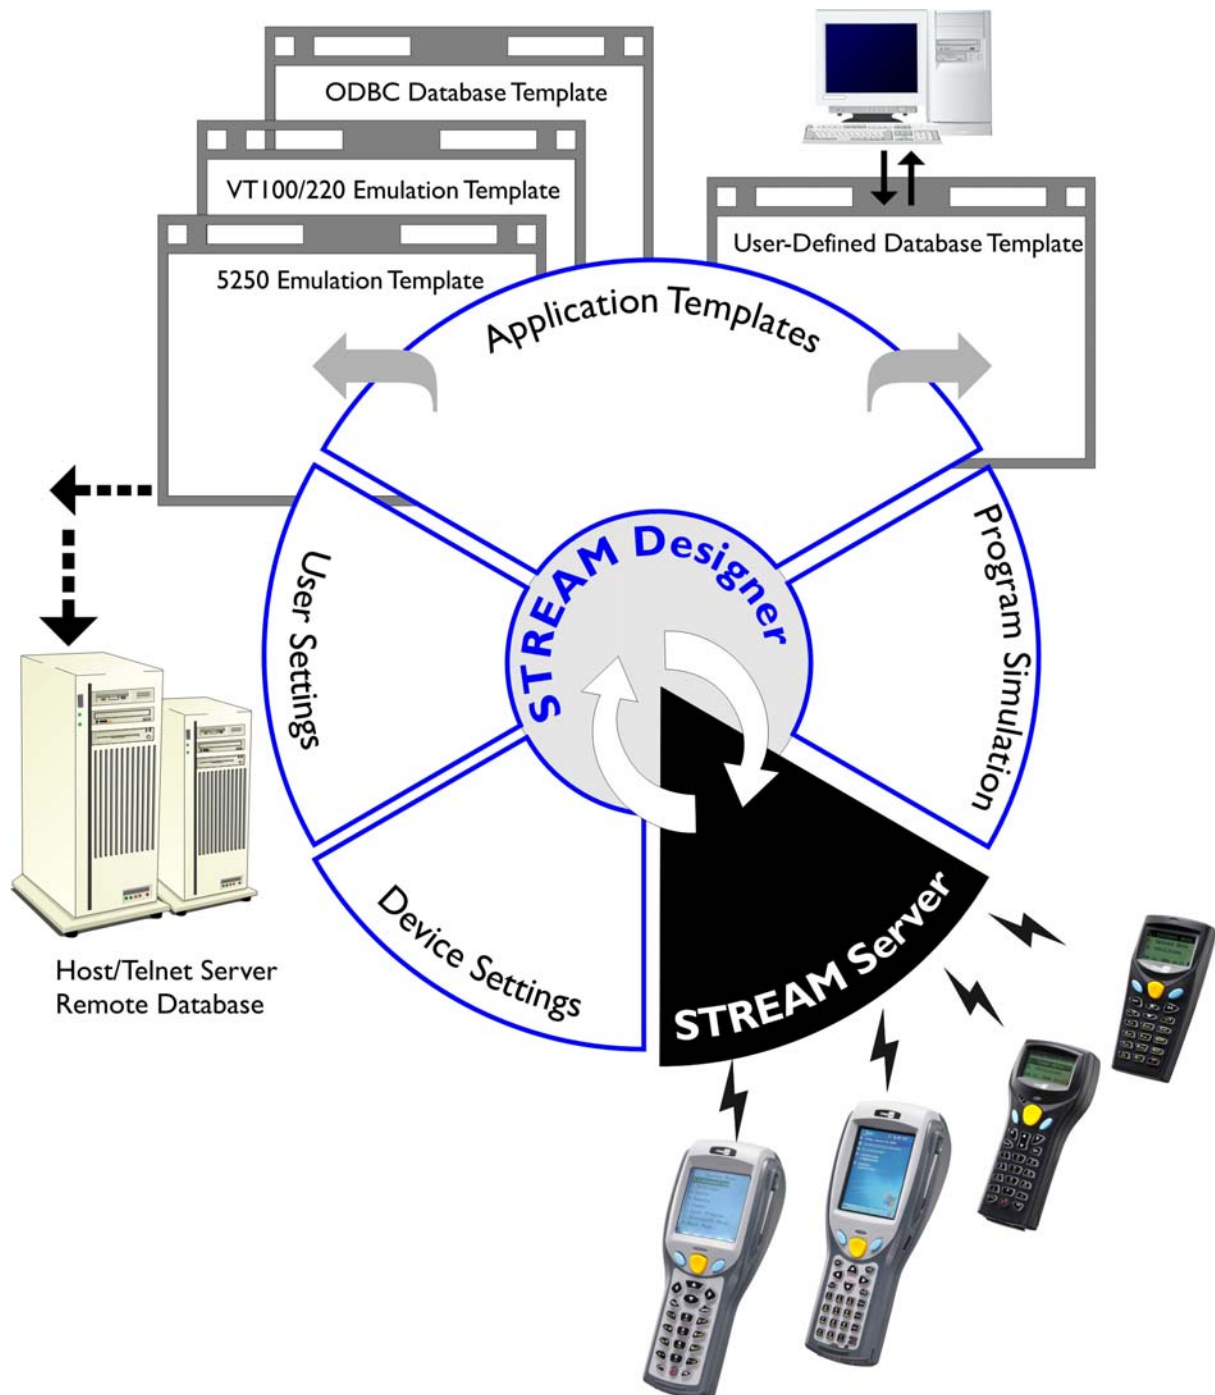 ODBC Database Template
VT100/220 Emulation Template
5250 Emulation Template
User-Defined Database Template
Application Templates
User Settings
STREAM Designer
Program Simulation
Device Settings
STREAM Server
Host/Telnet Server
Remote Database